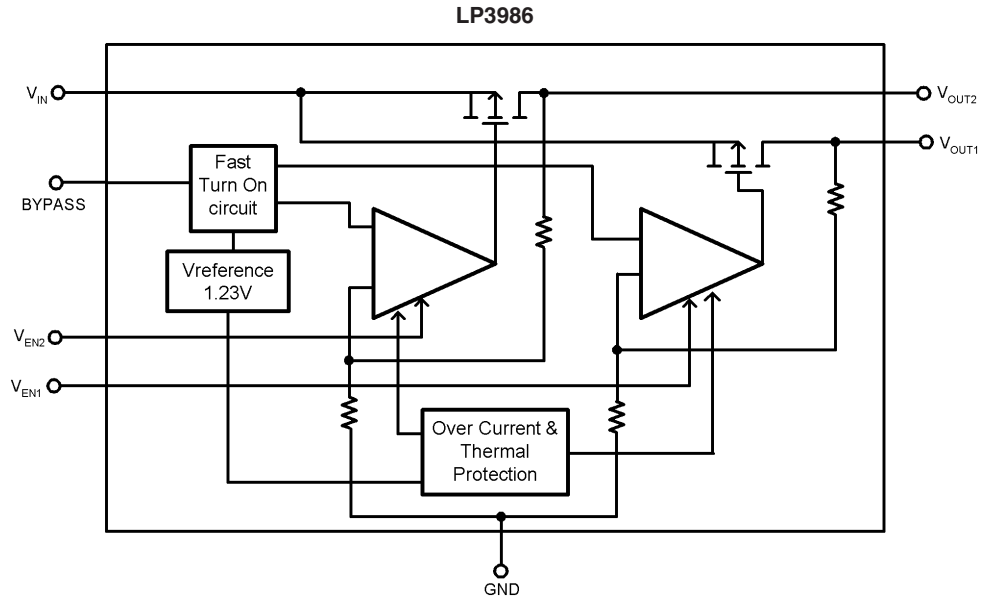 LP3986
VIN
VOUT2
VOUT1
Fast
Turn On
circuit
BYPASS
Vreference
1.23V
VEN2
VEN1
Over Current &
Thermal
Protection
GND